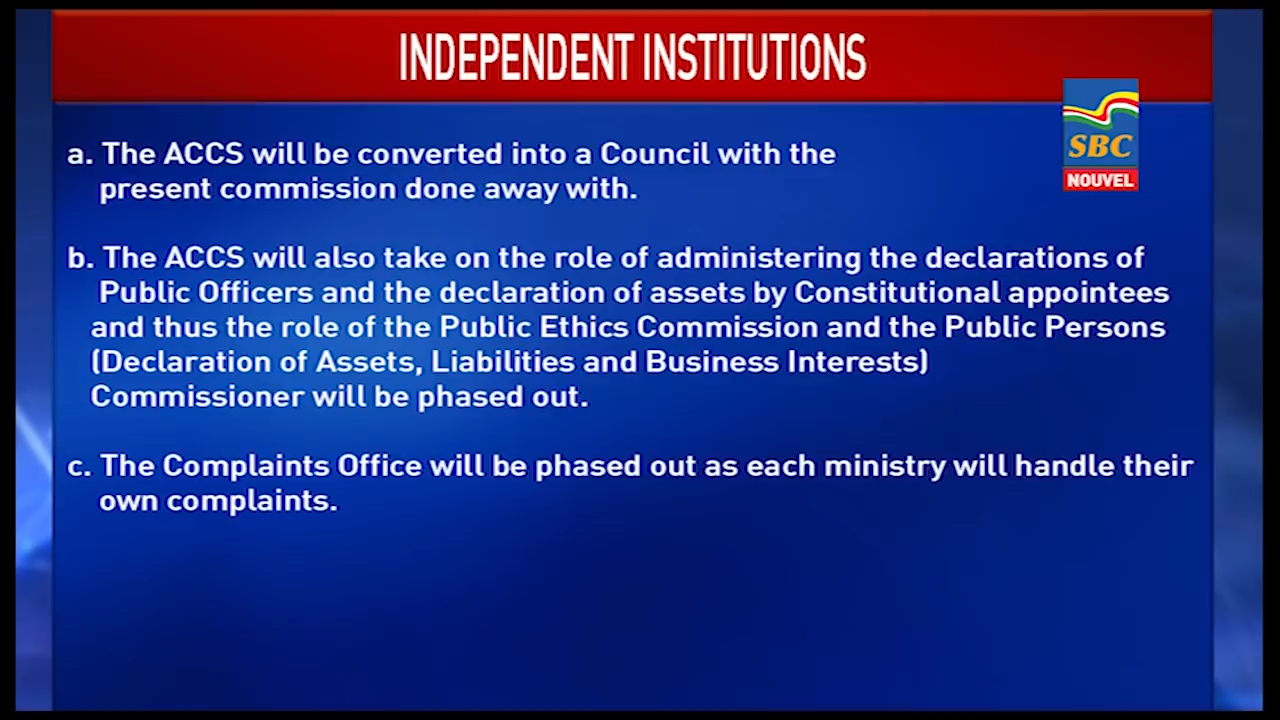 INDEPENDENT INSTITUTIONS
SBC
NOUVEL
a. The ACCS will be converted into a Council with the
present commission done away with.
b. The ACCS will also take on the role of administering the declarations of
Public Officers and the declaration of assets by Constitutional appointees
and thus the role of the Public Ethics Commission and the Public Persons
(Declaration of Assets, Liabilities and Business Interests)
Commissioner will be phased out.
c. The Complaints Office will be phased out as each ministry will handle their
own complaints.